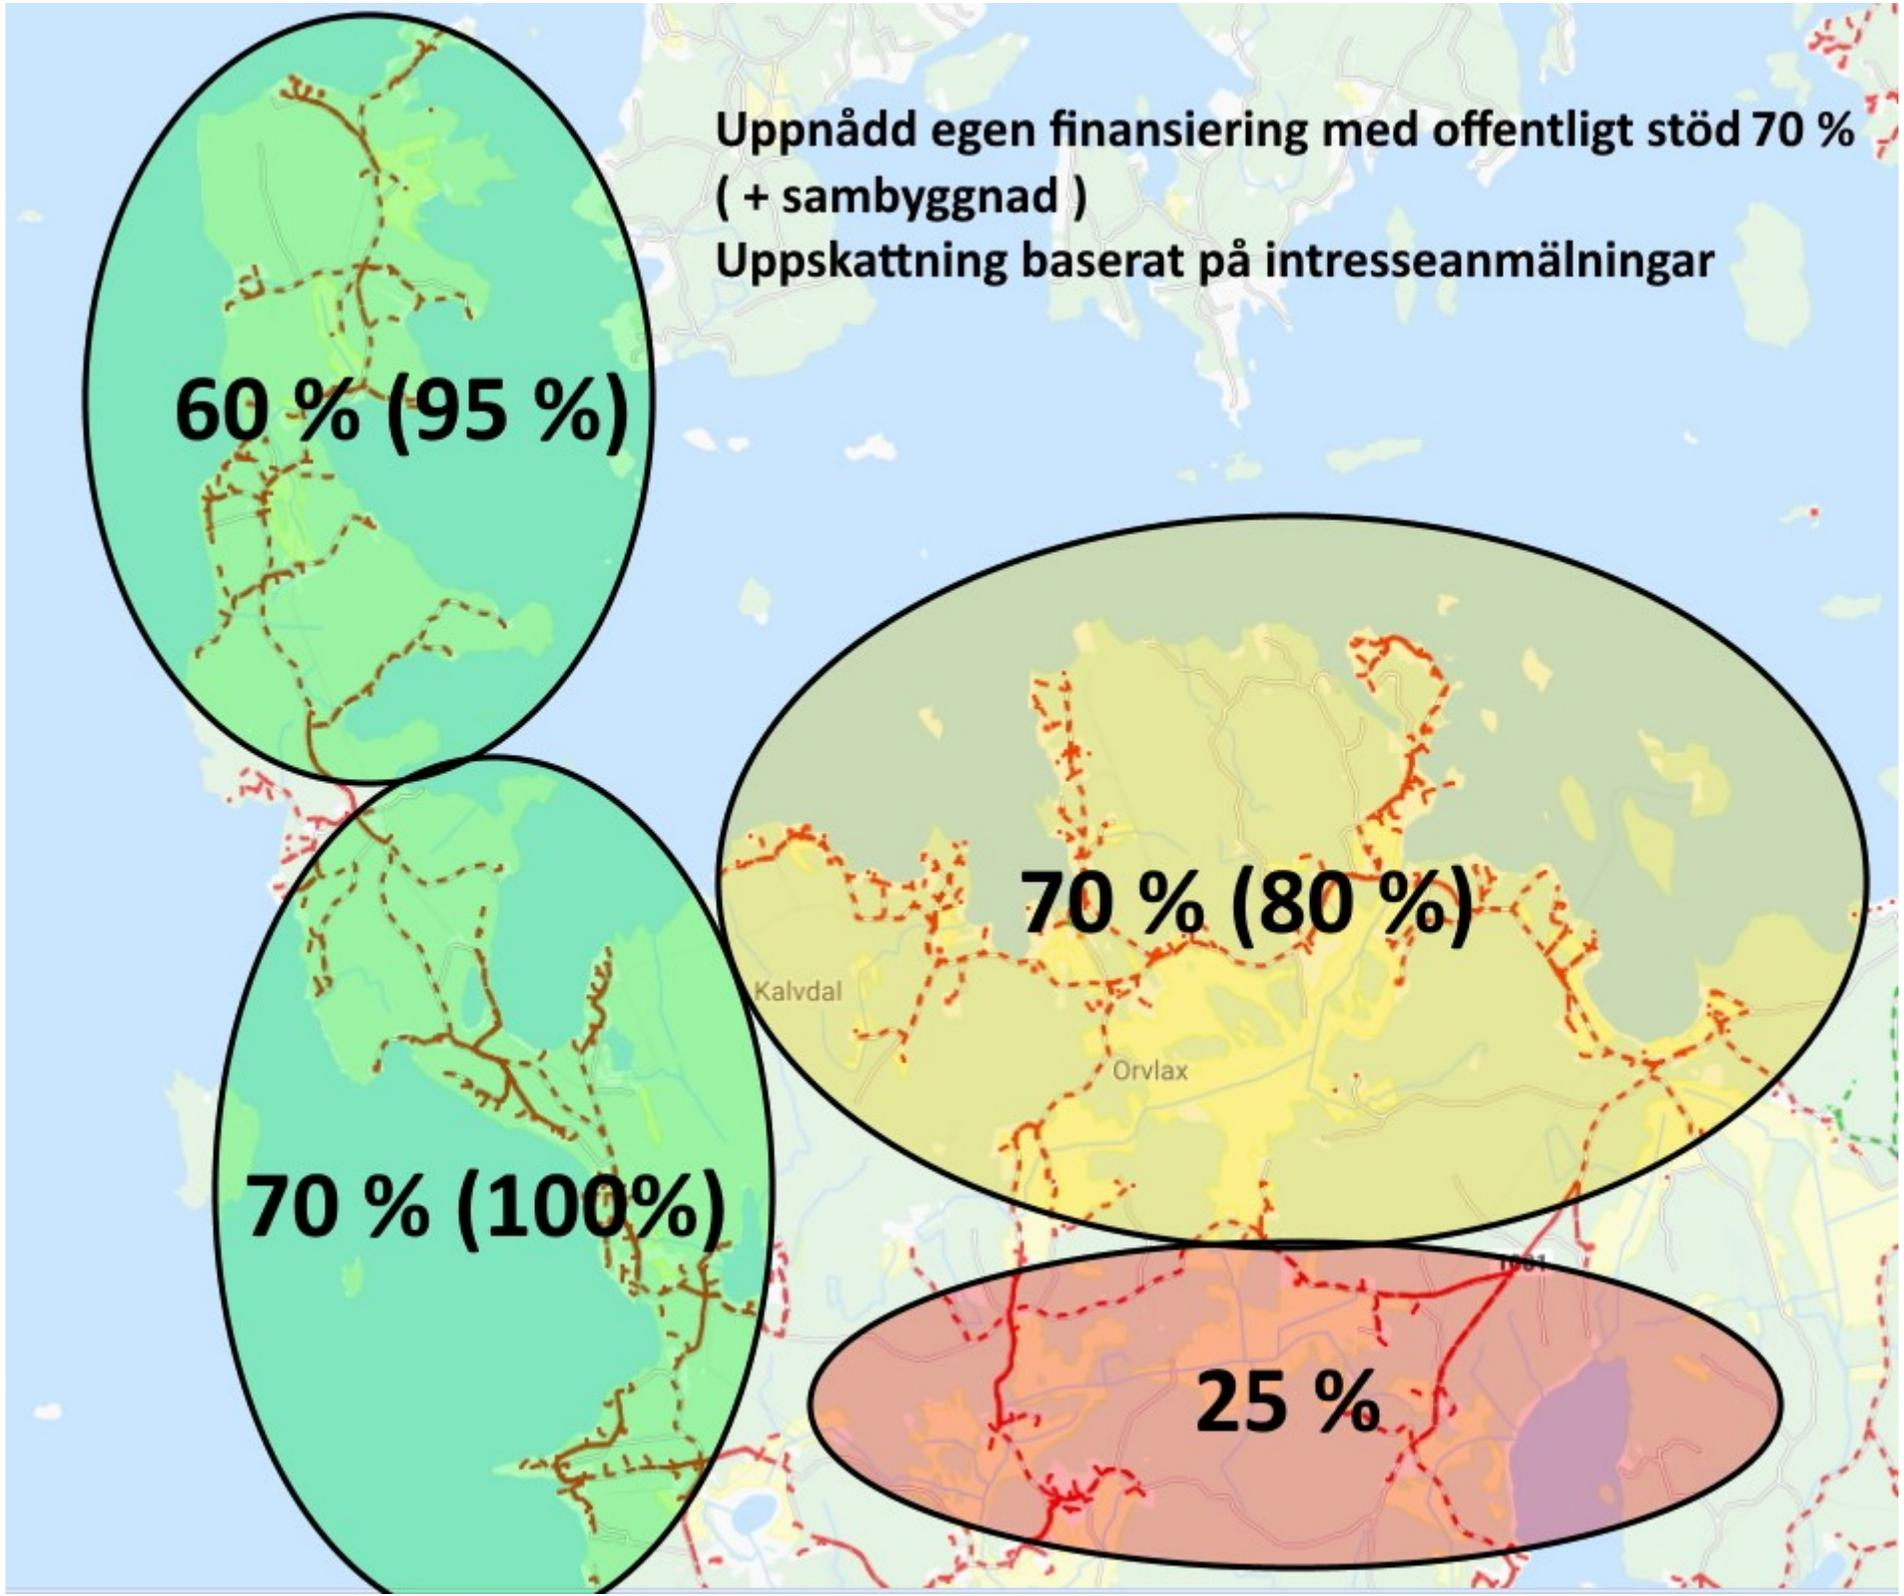 Uppnådd egen finansiering med offentligt stöd 70 %
( + sambyggnad )
Uppskattning baserat på intresseanmälningar
60 % (95 %)
70 % (80 %)
Kalvdal
Orvlax
70 % (100%)
25 %